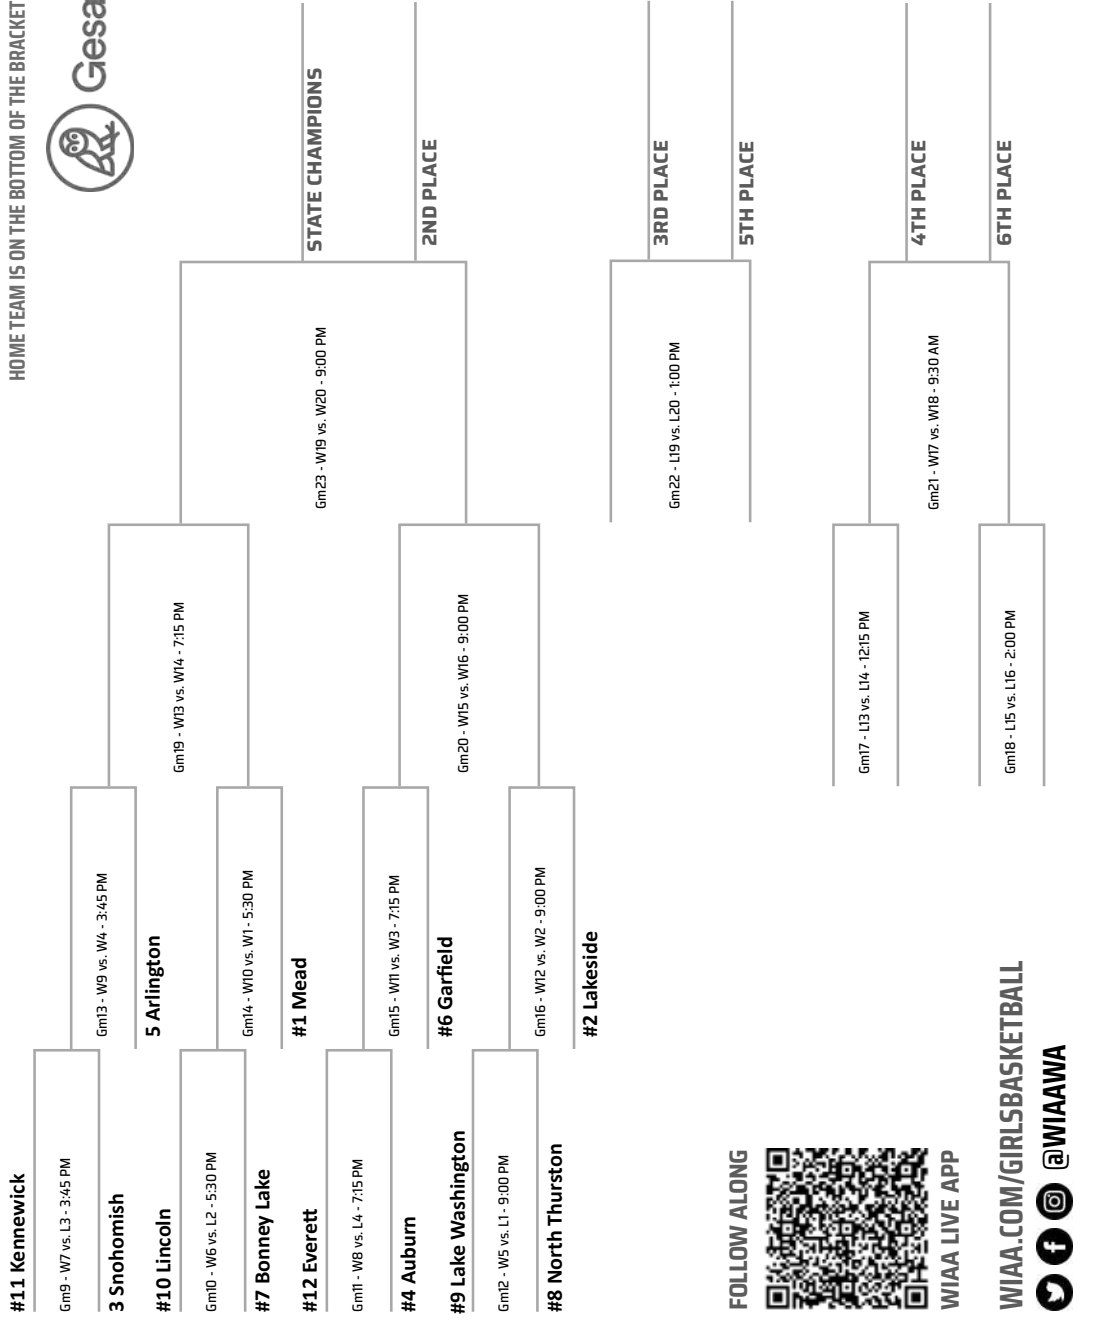 HOME TEAM IS ON THE BOTTOM OF THE BRACKET
Gesa
#11 Kennewick
Gm9 - W7 vs. L3 - 3:45 PM
3 Snohomish
Gm13 - W9 vs. W4 - 3:45 PM
5 Arlington
#10 Lincoln
Gm10 - W6 vs. L2 - 5:30 PM
#7 Bonney Lake
Gm14 - W10 vs. W1 - 5:30 PM
#1 Mead
Gm19 - W13 vs. W14 - 7:15 PM
#12 Everett
Gm11 - W8 vs. L4 - 7:15 PM
#4 Auburn
Gm15 - W11 vs. W3 - 7:15 PM
#6 Garfield
#9 Lake Washington
Gm12 - W5 vs. L1 - 9:00 PM
#8 North Thurston
Gm16 - W12 vs. W2 - 9:00 PM
#2 Lakeside
Gm20 - W15 vs. W16 - 9:00 PM
Gm23 - W19 vs. W20 - 9:00 PM
STATE CHAMPIONS
2ND PLACE
Gm22 - L19 vs. L20 - 1:00 PM
3RD PLACE
5TH PLACE
Gm17 - L13 vs. L14 - 12:15 PM
Gm18 - L15 vs. L16 - 2:00 PM
Gm21 - W17 vs. W18 - 9:30 AM
4TH PLACE
6TH PLACE
FOLLOW ALONG
WIAA LIVE APP
WIAA.COM/GIRLSBASKETBALL
@WIAAWA